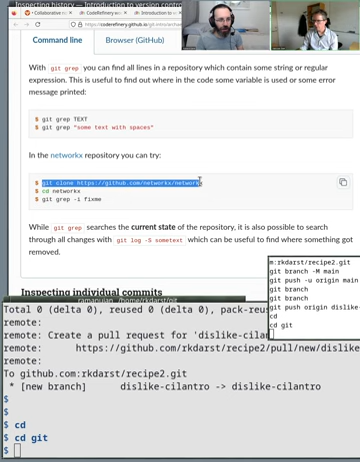 Inspecting history — Introduction to version contro
Collaborative
CodeRefinery
Introduction to
https://coderefinery.github.io/git-intro/archaeo
Command line
Browser (GitHub)
With git grep you can find all lines in a repository which contain some string or regular
expression. This is useful to find out where in the code some variable is used or some error
message printed:
$ git grep TEXT
$ git grep "some text with spaces"
In the networkx repository you can try:
$ git clone https://github.com/networkx/network
$ cd networkx
$ git grep -i fixme
While git grep searches the current state of the repository, it is also possible to search
through all changes with git log -S sometext which can be useful to find where something got
removed.
Inspecting individual commits
m:rkdarst/recipe2.git
git branch -M main
git push -u origin main
git branch
git branch
git push origin dislike-
cd
cd git
Total 0 (delta 0), reused 0 (delta 0), pack-reus
remote:
remote: Create a pull request for 'dislike-cilan
remote: https://github.com/rkdarst/recipe2/pull/new/dislike
remote:
To github.com:rkdarst/recipe2.git
* [new branch] dislike-cilantro -> dislike-cilantro
$
$
$ cd
$ cd git
$